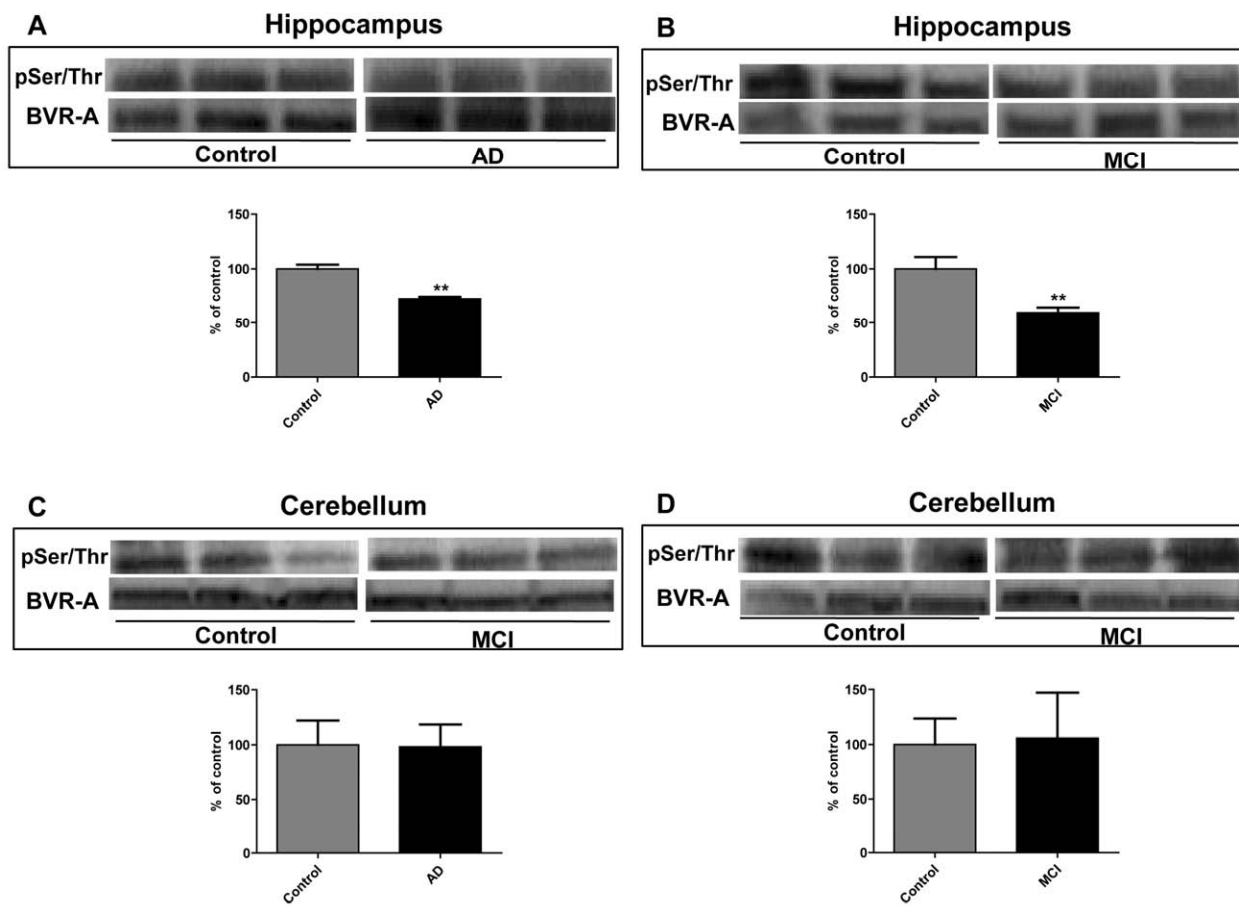 A
Hippocampus
pSer/Thr
BVR-A
Control
AD
150
100
50
0
% of control
**
Control
AD
B
Hippocampus
pSer/Thr
BVR-A
Control
MCI
150
100
50
0
% of control
**
Control
MCI
C
Cerebellum
pSer/Thr
BVR-A
Control
MCI
150
100
50
0
% of control
Control
AD
D
Cerebellum
pSer/Thr
BVR-A
Control
MCI
150
100
50
0
% of control
Control
MCI